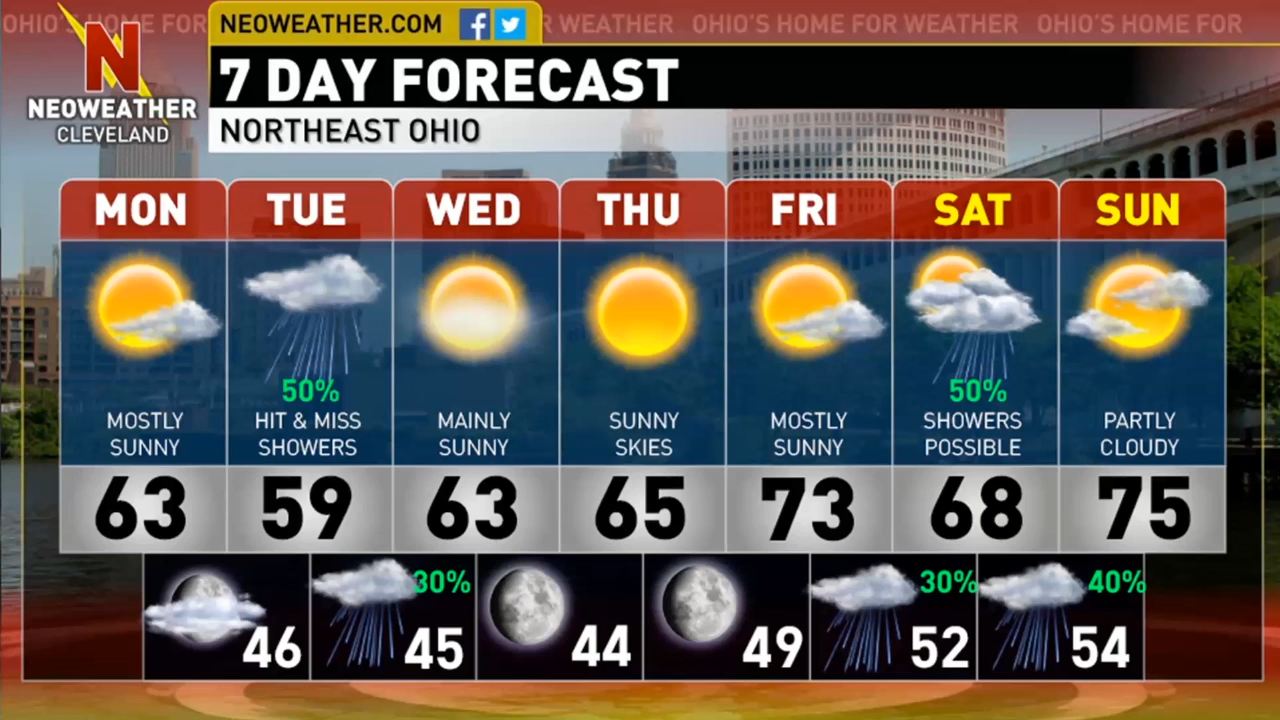 OHIO'S HOME FOR WEATHER OHIO'S HOME FOR WEATHER OHIO'S HOME FOR
NEOWEATHER.COM
N
NEOWEATHER
CLEVELAND
7 DAY FORECAST
NORTHEAST OHIO
MON TUE WED THU FRI SAT SUN
50% 50%
MOSTLY HIT & MISS MAINLY SUNNY MOSTLY SHOWERS PARTLY
SUNNY SHOWERS SUNNY SKIES SUNNY POSSIBLE CLOUDY
63 59 63 65 73 68 75
30% 30% 40%
46 45 44 49 52 54